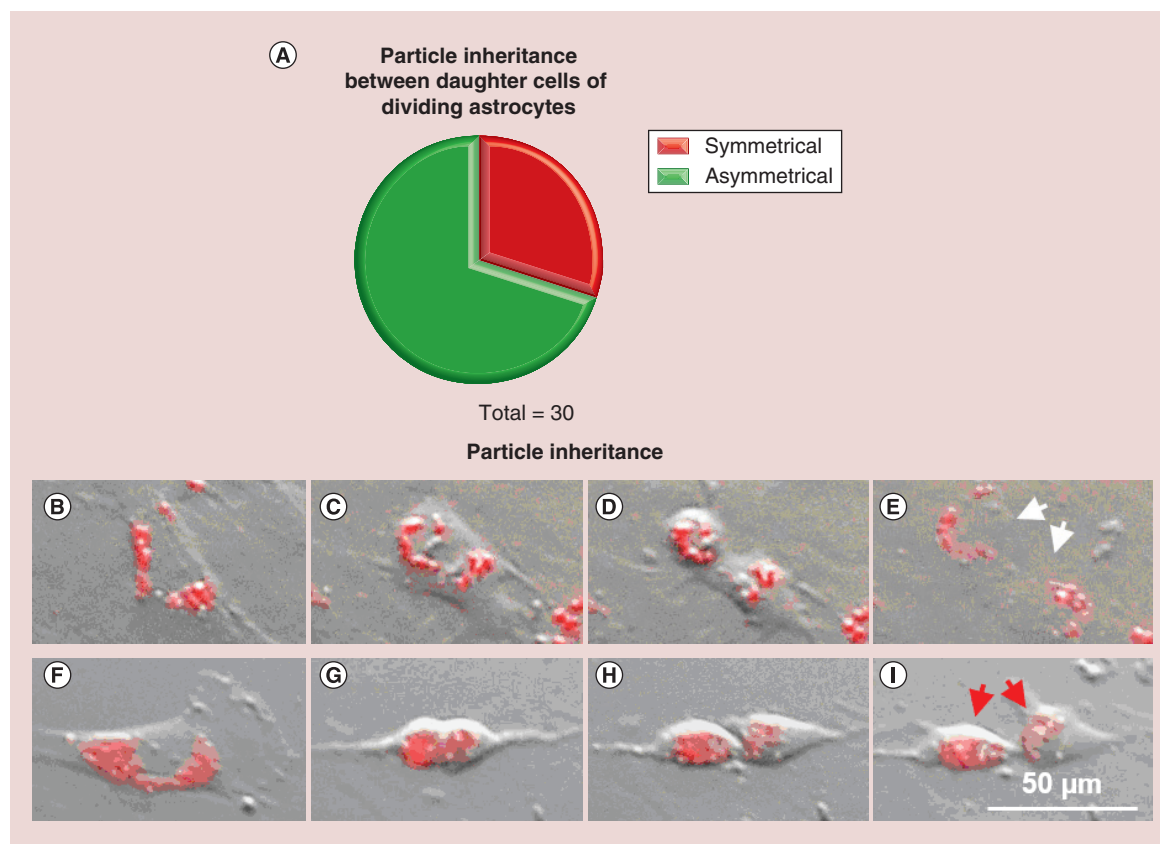 A
Particle inheritance
between daughter cells of
dividing astrocytes
Symmetrical
Asymmetrical
Total = 30
Particle inheritance
B
C
D
E
F
G
H
I
50 µm